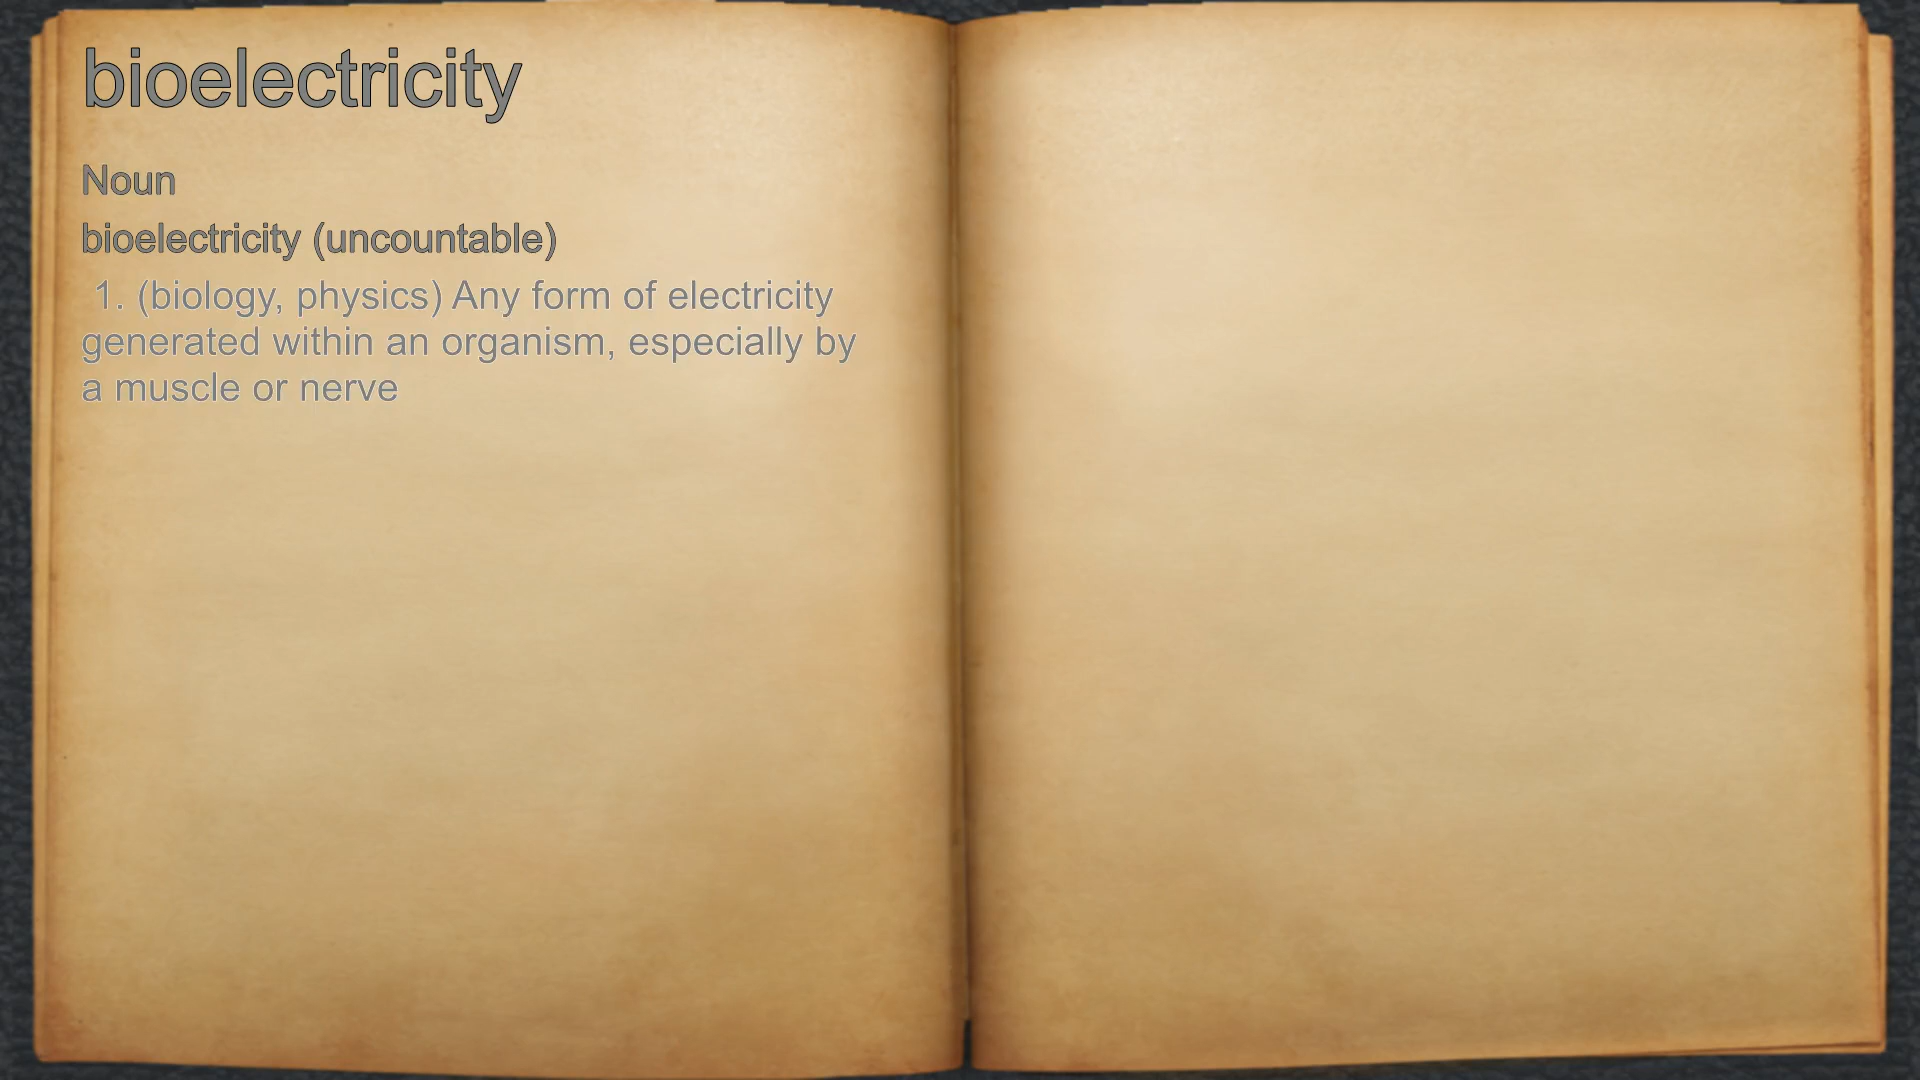 bioelectricity
Noun
bioelectricity (uncountable)
1. (biology, physics) Any form of electricity
generated within an organism, especially by
a muscle or nerve